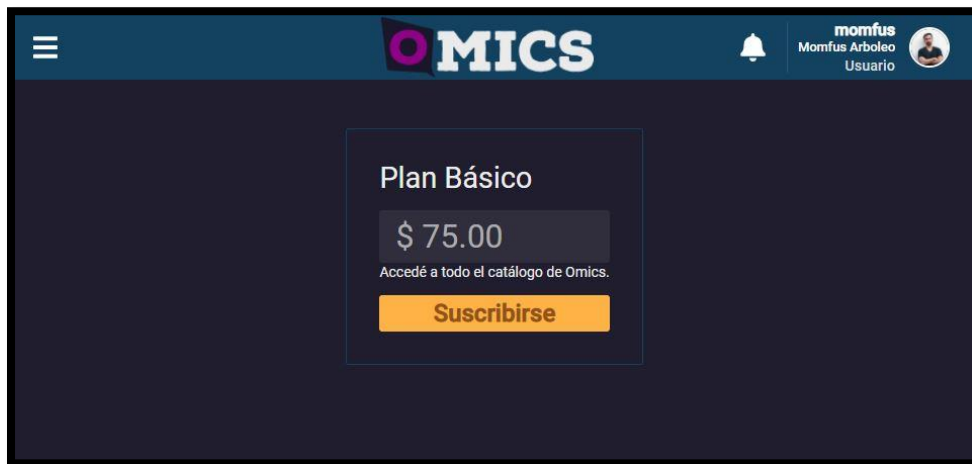 OMICS
momfus
Momfus Arboleo
Usuario
Plan Básico
$ 75.00
Accedé a todo el catálogo de Omics.
Suscribirse